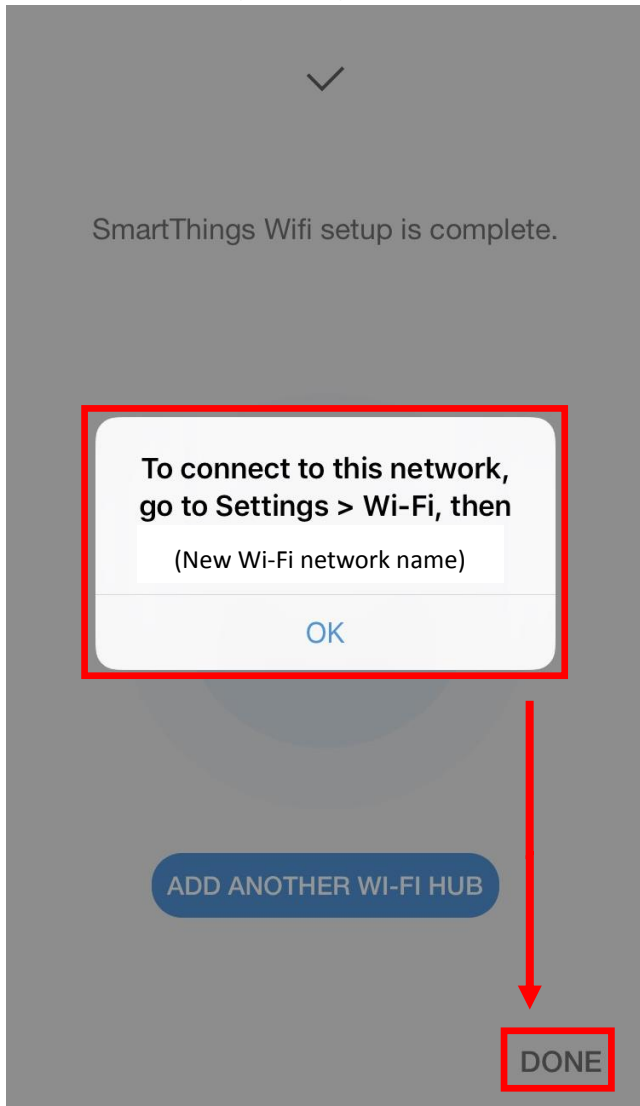 SmartThings Wifi setup is complete.
To connect to this network,
go to Settings > Wi-Fi, then
(New Wi-Fi network name)
OK
ADD ANOTHER WI-FI HUB
DONE